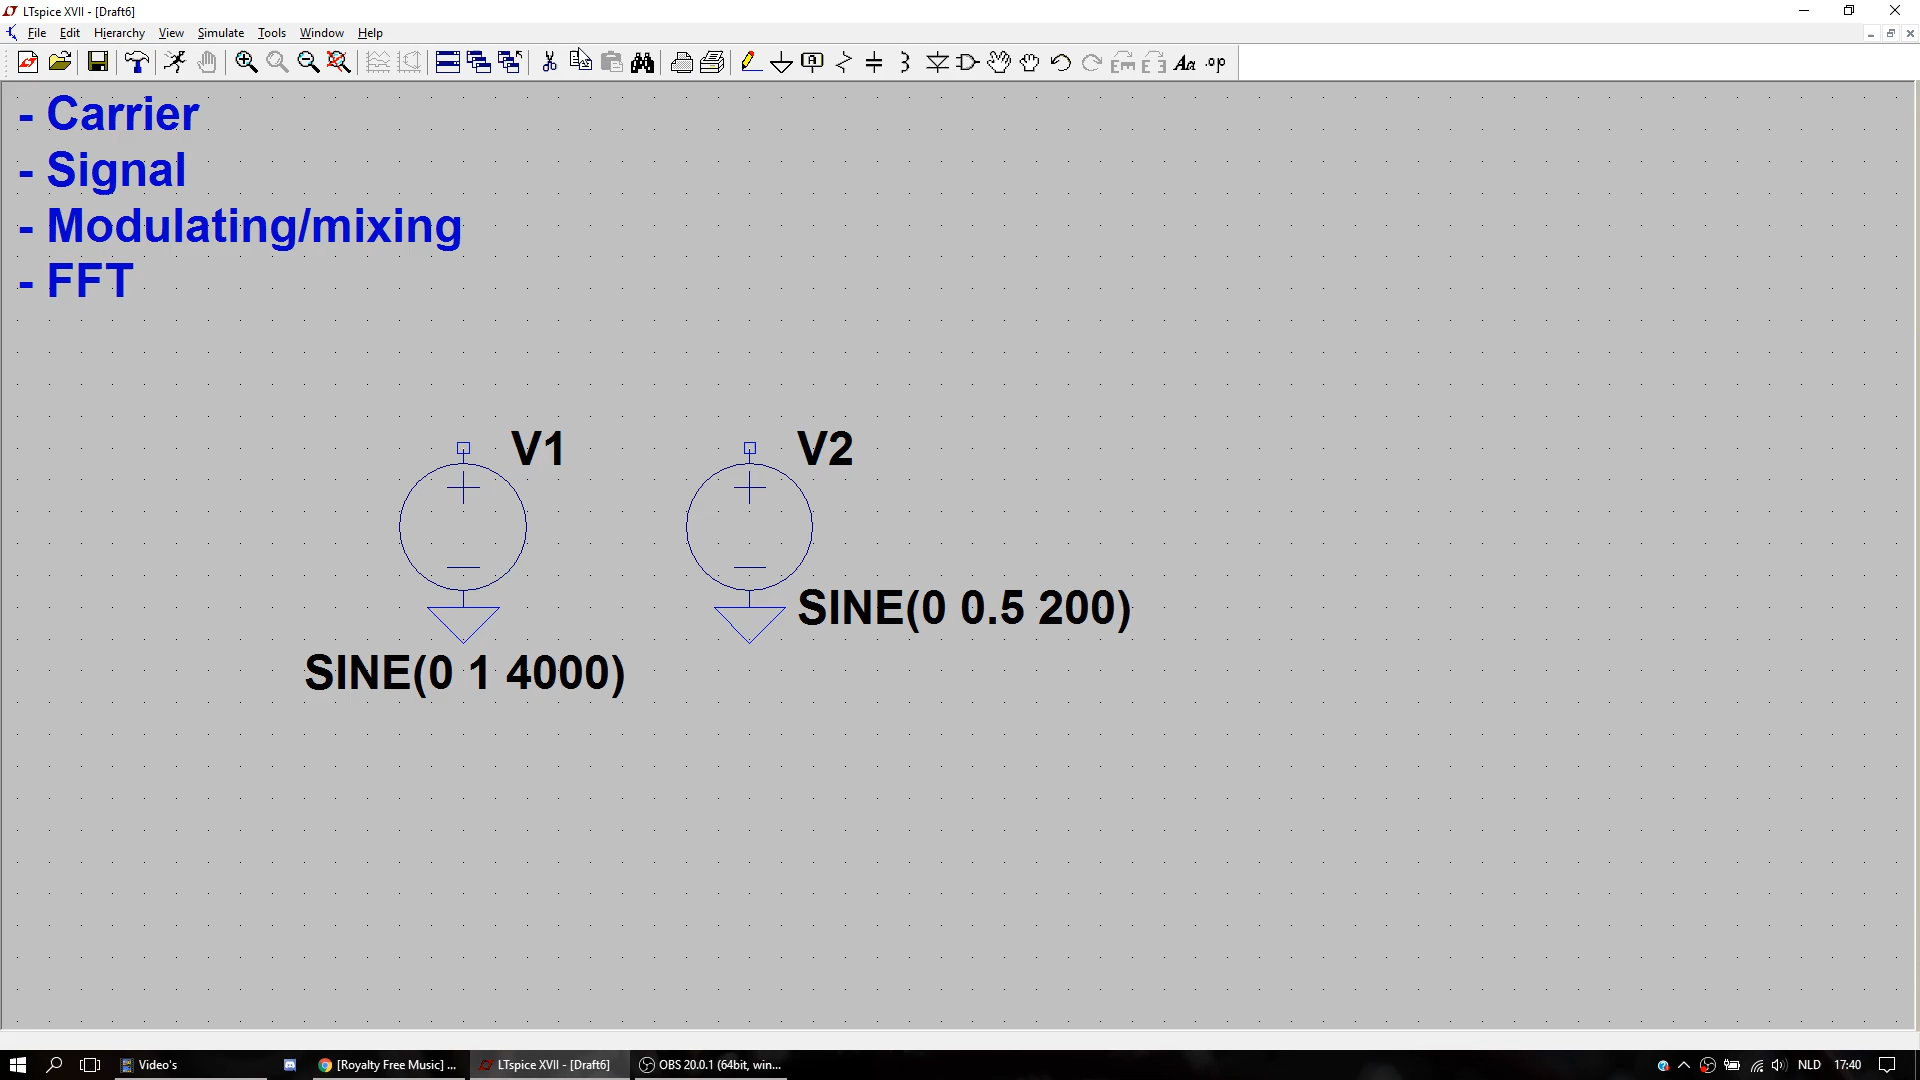 LTspice XVII - [Draft6]
File Edit Hierarchy View Simulate Tools Window Help
- Carrier
- Signal
- Modulating/mixing
- FFT
V1
V2
SINE(0 0.5 200)
SINE(0 1 4000)
Video's
[Royalty Free Music] ...
LTspice XVII - [Draft6]
OBS 20.0.1 (64bit, win...
NLD
17:40